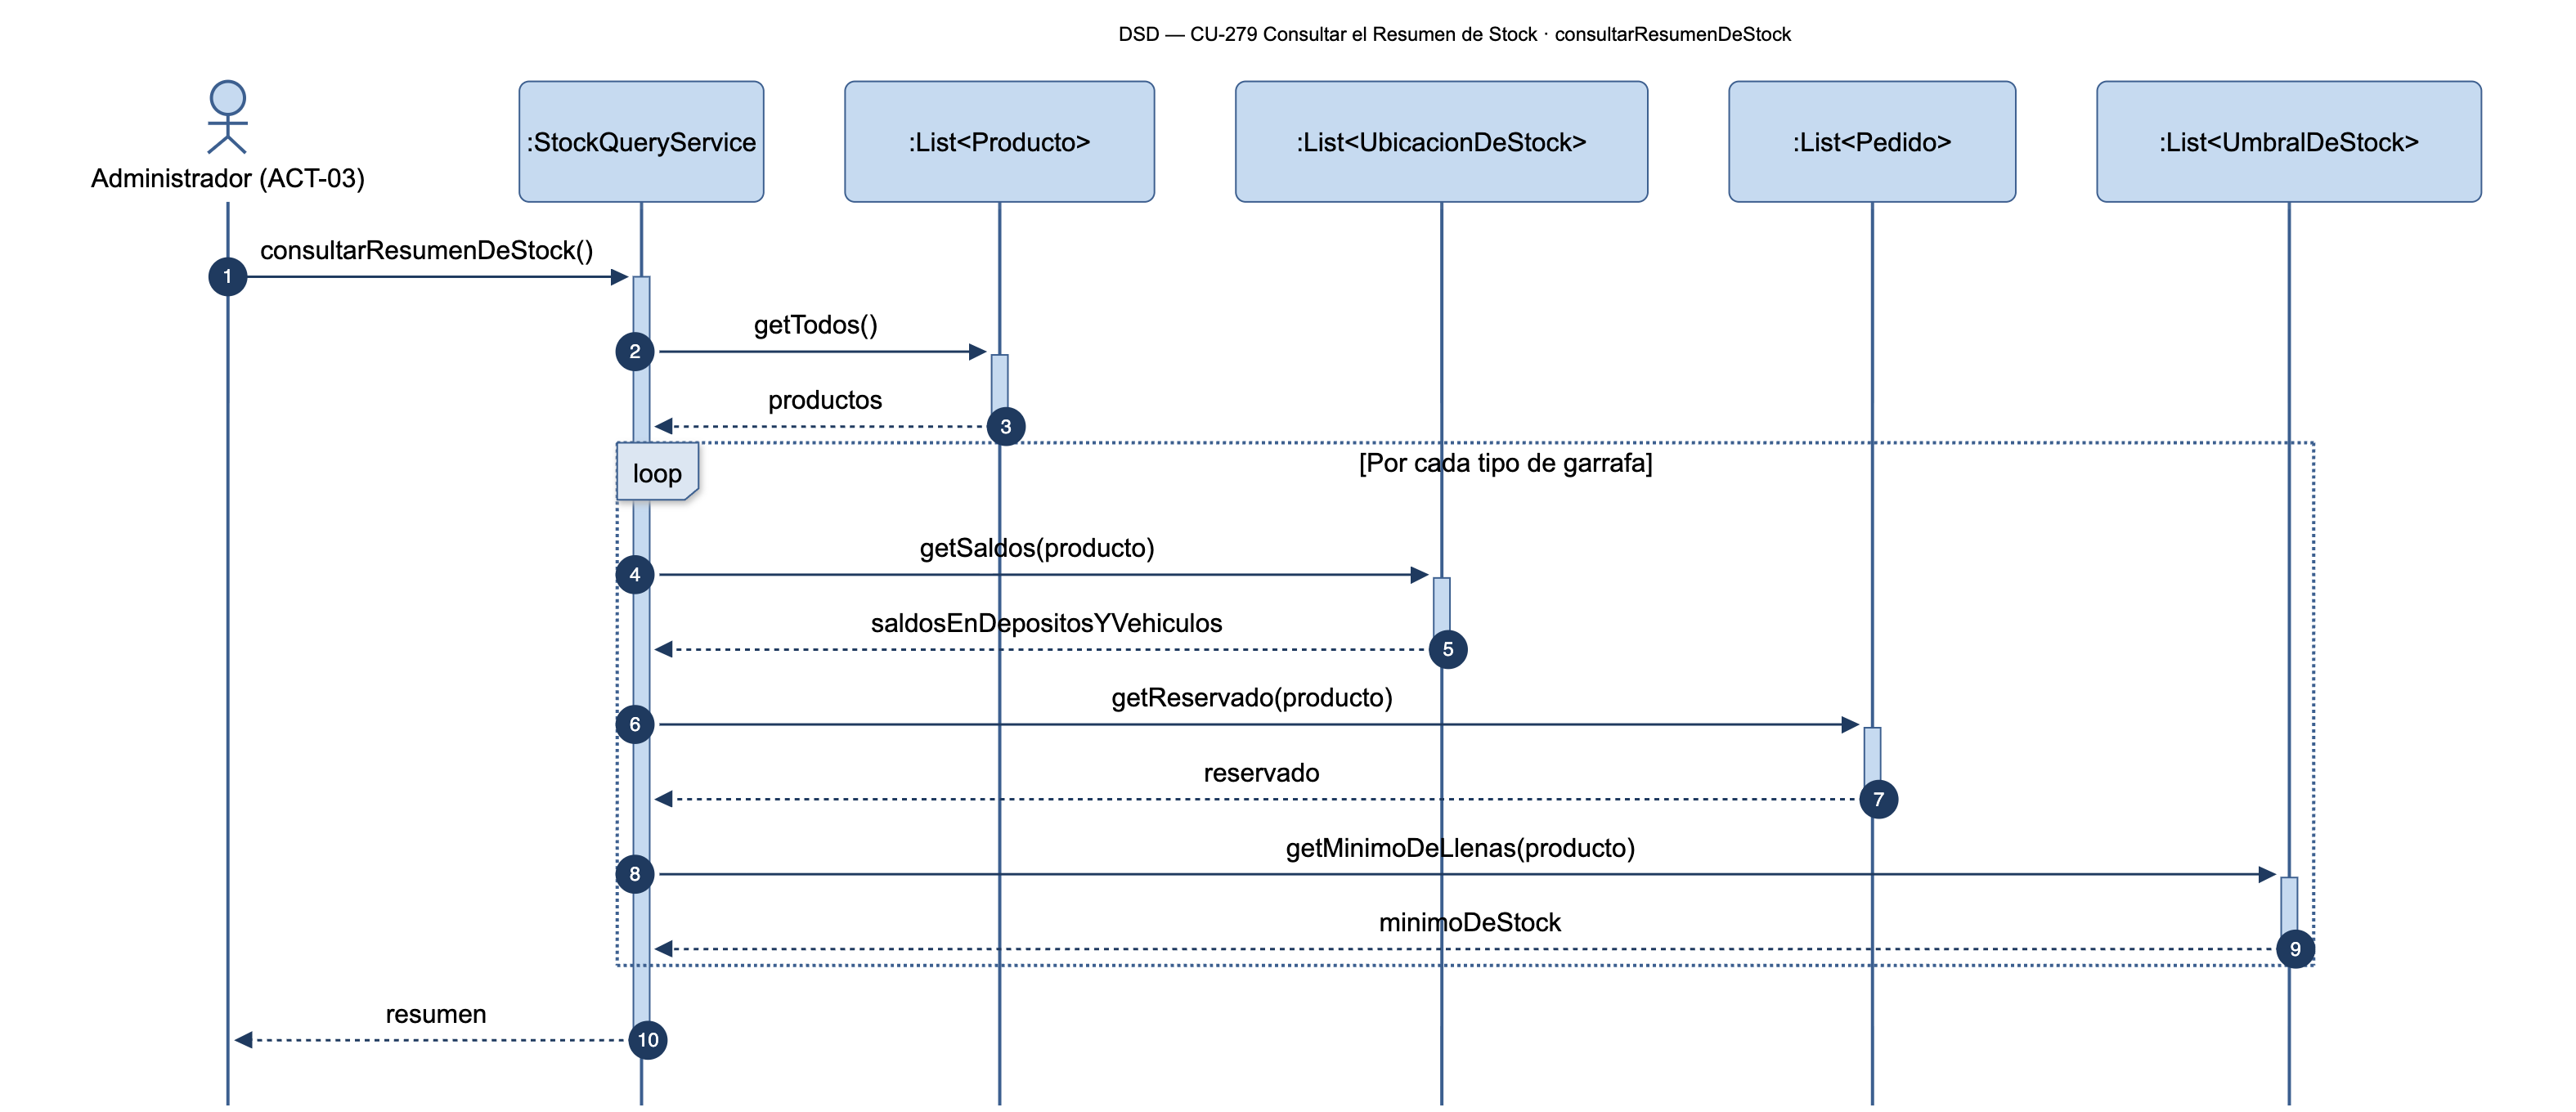 DSD — CU-279 Consultar el Resumen de Stock · consultarResumenDeStock
Administrador (ACT-03)
:StockQueryService
:List<Producto>
:List<UbicacionDeStock>
:List<Pedido>
:List<UmbralDeStock>
consultarResumenDeStock()
1
getTodos()
2
productos
3
loop
[Por cada tipo de garrafa]
getSaldos(producto)
4
saldosEnDepositosYVehiculos
5
getReservado(producto)
6
reservado
7
getMinimoDeLlenas(producto)
8
minimoDeStock
9
resumen
10